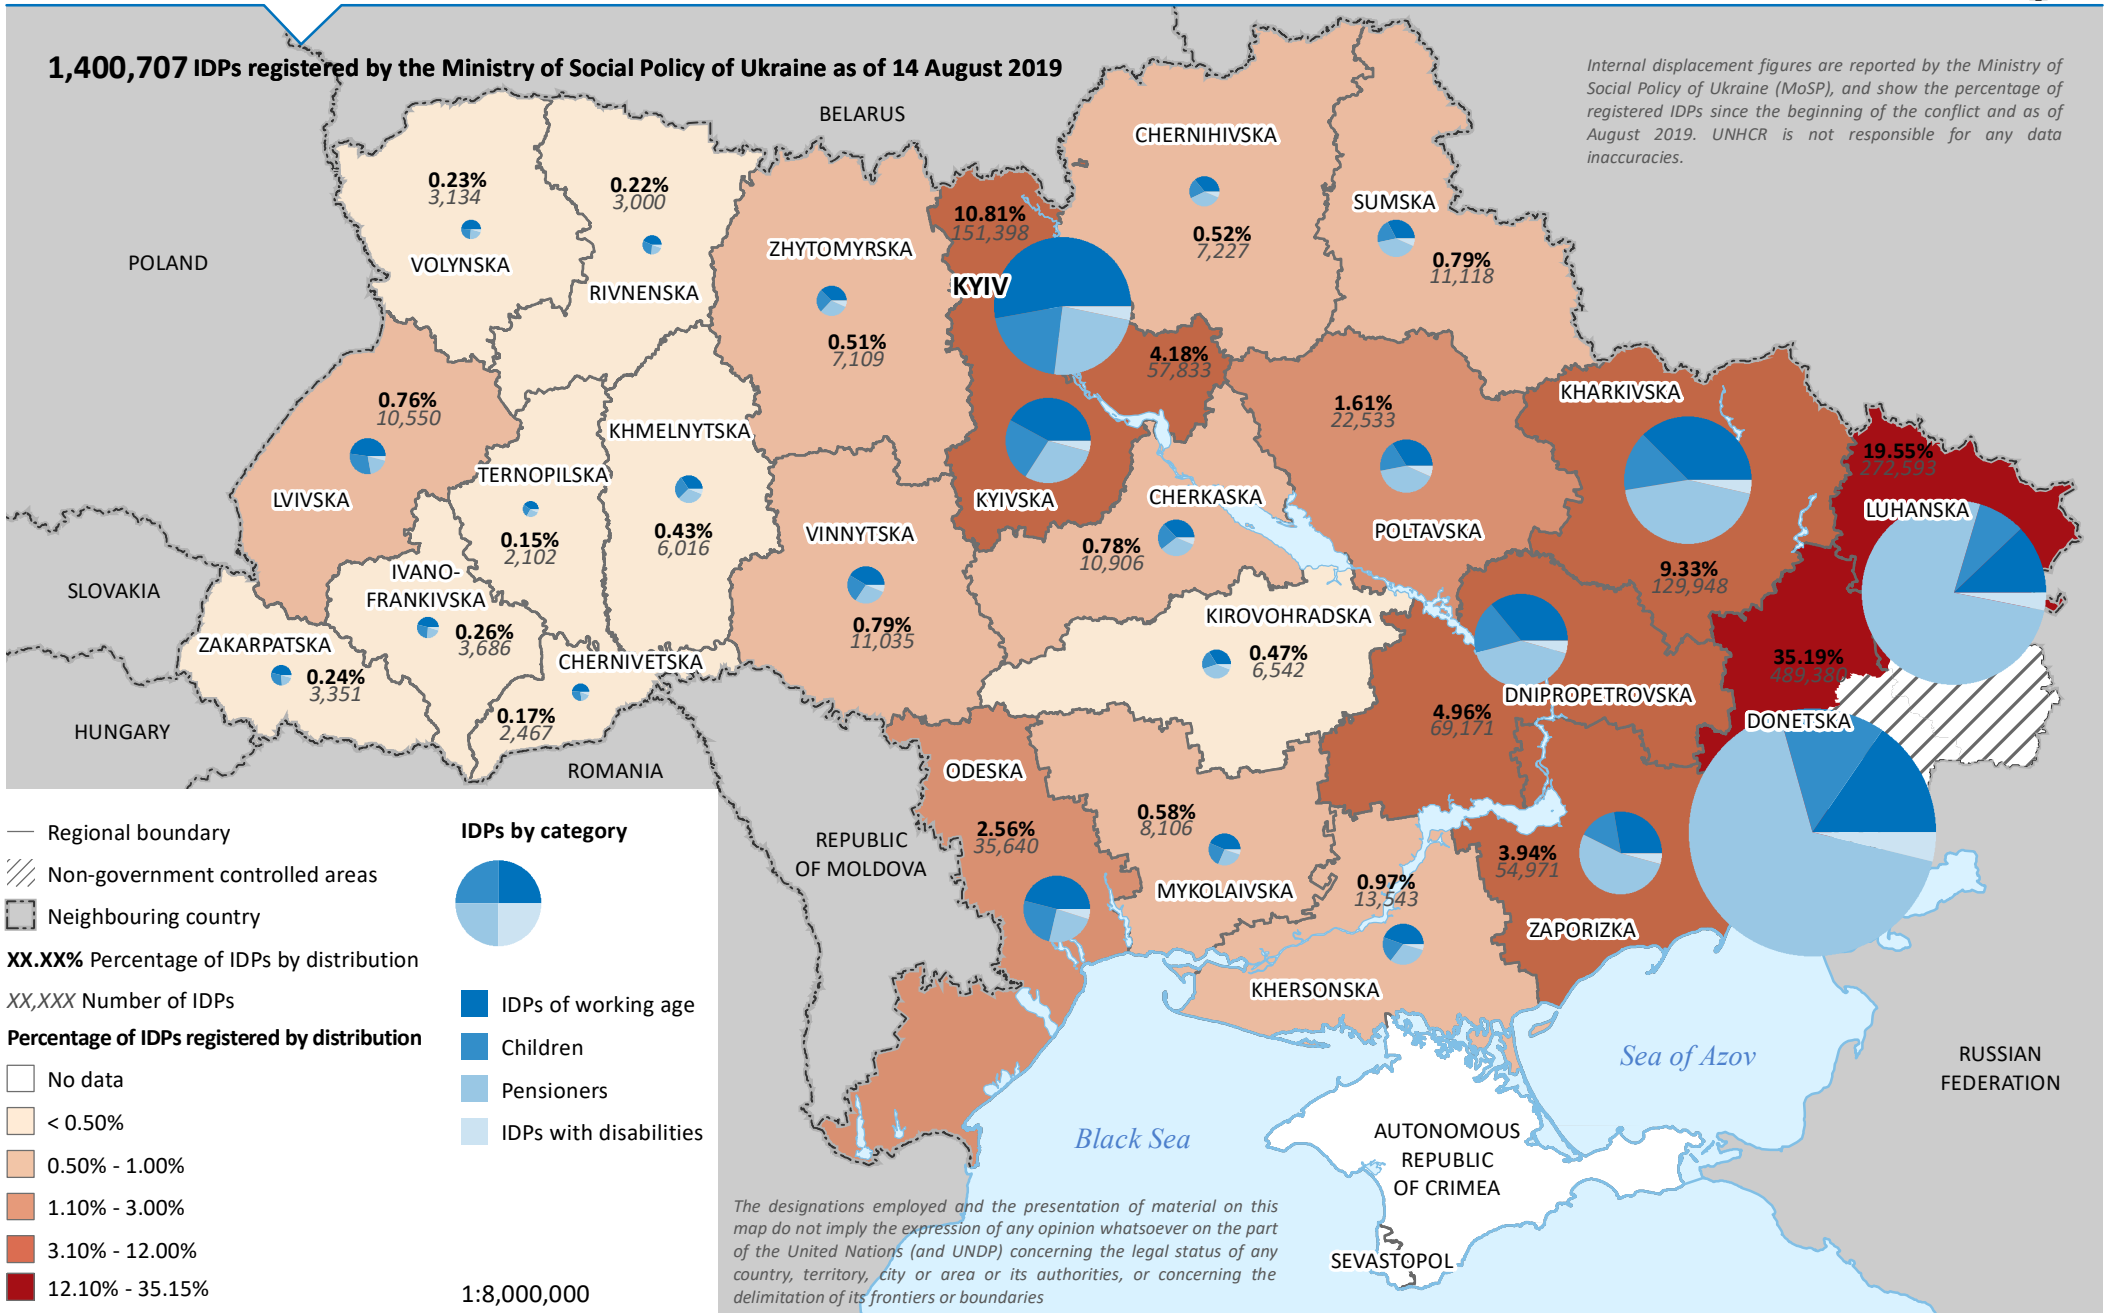 1,400,707 IDPs registered by the Ministry of Social Policy of Ukraine as of 14 August 2019
Internal displacement figures are reported by the Ministry of
Social Policy of Ukraine (MoSP), and show the percentage of
registered IDPs since the beginning of the conflict and as of
August 2019. UNHCR is not responsible for any data
inaccuracies.
BELARUS
POLAND
SLOVAKIA
HUNGARY
ROMANIA
REPUBLIC
OF MOLDOVA
RUSSIAN
FEDERATION
0.23%
3,134
VOLYNSKA
0.22%
3,000
RIVNENSKA
ZHYTOMYRSKA
0.51%
7,109
10.81%
151,398
KYIV
4.18%
57,833
KYIVSKA
CHERNIHIVSKA
0.52%
7,227
SUMSKA
0.79%
11,118
0.76%
10,550
LVIVSKA
TERNOPILSKA
0.15%
2,102
KHMELNYTSKA
0.43%
6,016
IVANO-
FRANKIVSKA
0.26%
3,686
ZAKARPATSKA
0.24%
3,351
CHERNIVETSKA
0.17%
2,467
VINNYTSKA
0.79%
11,035
CHERKASKA
0.78%
10,906
1.61%
22,533
POLTAVSKA
KHARKIVSKA
9.33%
129,948
19.55%
272,593
LUHANSKA
KIROVOHRADSKA
0.47%
6,542
DNIPROPETROVSKA
4.96%
69,171
35.19%
489,380
DONETSKA
ODESKA
2.56%
35,640
0.58%
8,106
MYKOLAIVSKA
0.97%
13,543
KHERSONSKA
3.94%
54,971
ZAPORIZKA
Sea of Azov
Black Sea
AUTONOMOUS
REPUBLIC
OF CRIMEA
SEVASTOPOL
Regional boundary
Non-government controlled areas
Neighbouring country
XX.XX% Percentage of IDPs by distribution
XX,XXX Number of IDPs
Percentage of IDPs registered by distribution
No data
< 0.50%
0.50% - 1.00%
1.10% - 3.00%
3.10% - 12.00%
12.10% - 35.15%
IDPs by category
IDPs of working age
Children
Pensioners
IDPs with disabilities
1:8,000,000
The designations employed and the presentation of material on this
map do not imply the expression of any opinion whatsoever on the part
of the United Nations (and UNDP) concerning the legal status of any
country, territory, city or area or its authorities, or concerning the
delimitation of its frontiers or boundaries